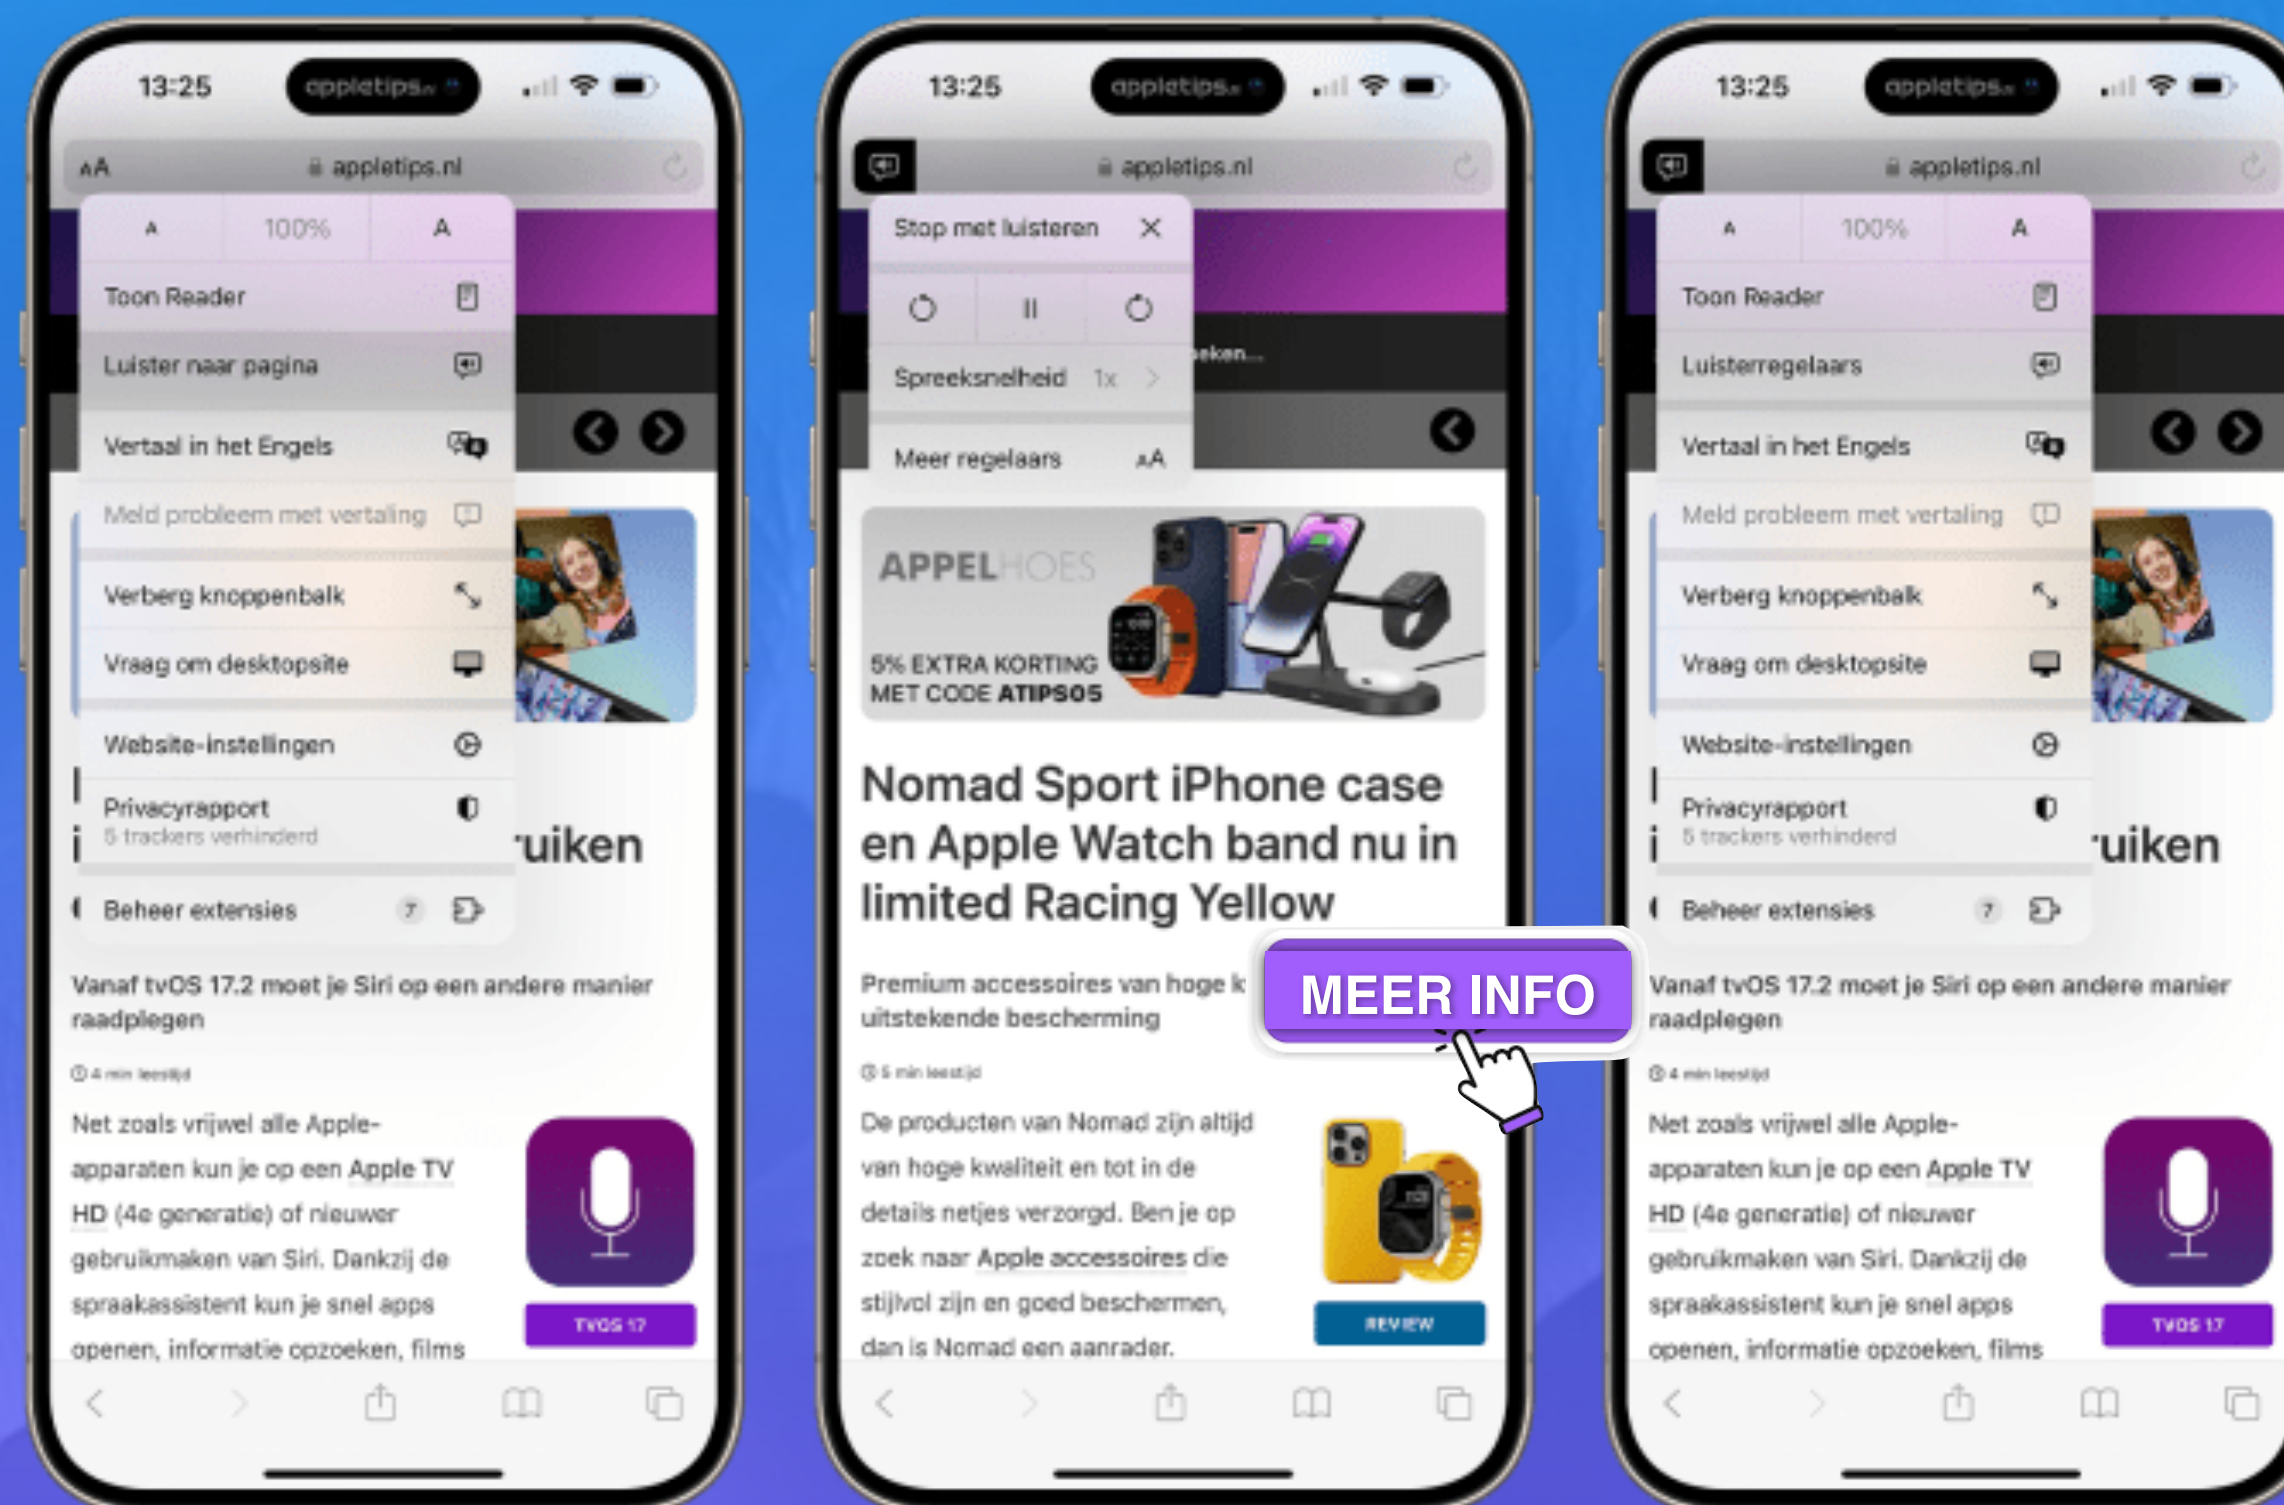 13:25
appletips.nl
AA
appletips.nl
A
100%
A
Toon Reader
Luister naar pagina
Vertaal in het Engels
Meld probleem met vertaling
Verberg knoppenbalk
Vraag om desktopsite
Website-instellingen
Privacyrapport
5 trackers verhinderd
Beheer extensies 7
ruiken
Vanaf tvOS 17.2 moet je Siri op een andere manier
raadplegen
4 min leestijd
Net zoals vrijwel alle Apple-
apparaten kun je op een Apple TV
HD (4e generatie) of nieuwer
gebruikmaken van Siri. Dankzij de
spraakassistent kun je snel apps
openen, informatie opzoeken, films
TVOS 17
13:25
appletips.nl
appletips.nl
Stop met luisteren
Spreeksnelheid 1x
Meer regelaars AA
eken...
APPELHOES
5% EXTRA KORTING
MET CODE ATIPS05
Nomad Sport iPhone case
en Apple Watch band nu in
limited Racing Yellow
Premium accessoires van hoge k
uitstekende bescherming
5 min leestijd
De producten van Nomad zijn altijd
van hoge kwaliteit en tot in de
details netjes verzorgd. Ben je op
zoek naar Apple accessoires die
stijlvol zijn en goed beschermen,
dan is Nomad een aanrader.
REVIEW
MEER INFO
13:25
appletips.nl
appletips.nl
A
100%
A
Toon Reader
Luisterregelaars
Vertaal in het Engels
Meld probleem met vertaling
Verberg knoppenbalk
Vraag om desktopsite
Website-instellingen
Privacyrapport
5 trackers verhinderd
Beheer extensies 7
ruiken
Vanaf tvOS 17.2 moet je Siri op een andere manier
raadplegen
4 min leestijd
Net zoals vrijwel alle Apple-
apparaten kun je op een Apple TV
HD (4e generatie) of nieuwer
gebruikmaken van Siri. Dankzij de
spraakassistent kun je snel apps
openen, informatie opzoeken, films
TVOS 17